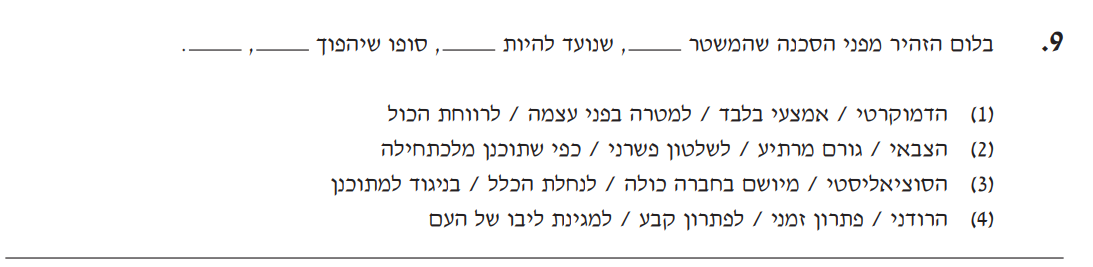 9. בלום הזהיר מפני הסכנה שהמשטר _____, שנועד להיות _____, סופו שיהפוך _____, _____.
(1) הדמוקרטי / אמצעי בלבד / למטרה בפני עצמה / לרווחת הכול
(2) הצבאי / גורם מרתיע / לשלטון פשרני / כפי שתוכנן מלכתחילה
(3) הסוציאליסטי / מיושם בחברה כולה / לנחלת הכלל / בניגוד למתוכנן
(4) הרודני / פתרון זמני / לפתרון קבע / למגינת ליבו של העם